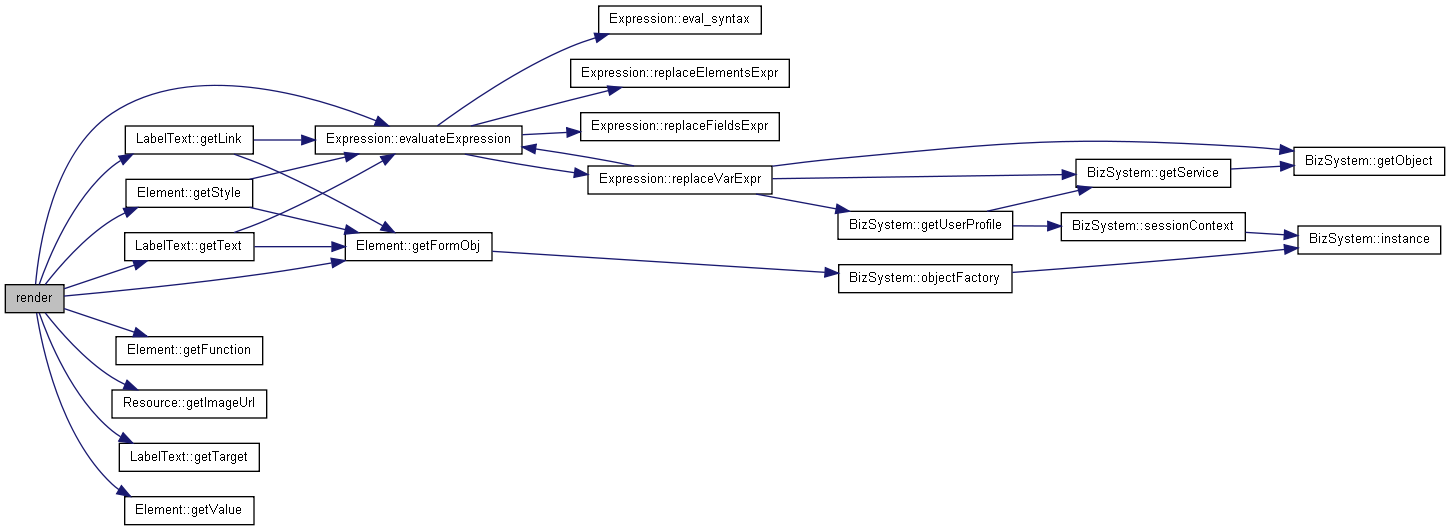 Expression::eval_syntax
Expression::replaceElementsExpr
Expression::replaceFieldsExpr
LabelText::getLink
Expression::evaluateExpression
BizSystem::getObject
BizSystem::getService
Expression::replaceVarExpr
Element::getStyle
BizSystem::getUserProfile
BizSystem::sessionContext
BizSystem::instance
LabelText::getText
Element::getFormObj
BizSystem::objectFactory
render
Element::getFunction
Resource::getImageUrl
LabelText::getTarget
Element::getValue